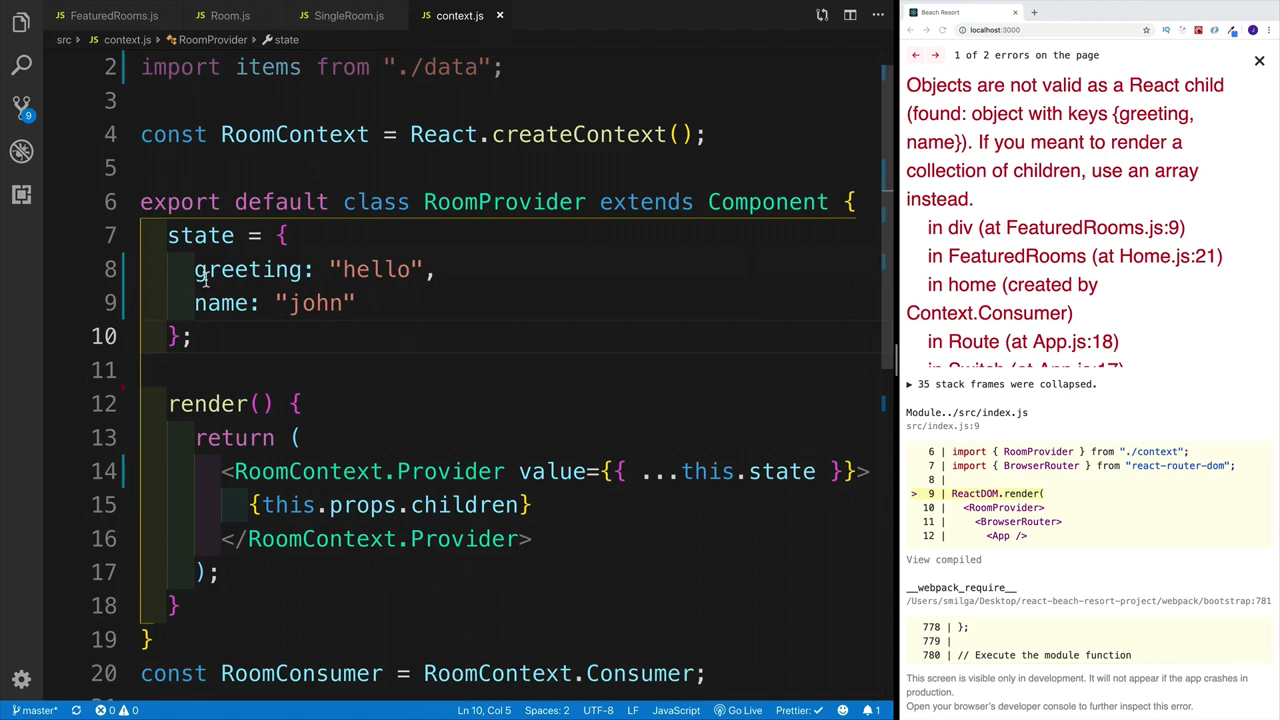 FeaturedRooms.js
Room.js
SingleRoom.js
context.js
src > context.js > RoomProvider > state
2 import items from "./data";
3
4 const RoomContext = React.createContext();
5
6 export default class RoomProvider extends Component {
7 state = {
8 greeting: "hello",
9 name: "john"
10 };
11
12 render() {
13 return (
14 <RoomContext.Provider value={{ ...this.state }}>
15 {this.props.children}
16 </RoomContext.Provider>
17 );
18 }
19 }
20 const RoomConsumer = RoomContext.Consumer;
9
master*
0 0
Ln 10, Col 5
Spaces: 2
UTF-8
LF
JavaScript
Go Live
Prettier: ✓
1
Beach Resort
localhost:3000
IQ
J
1 of 2 errors on the page
Objects are not valid as a React child
(found: object with keys {greeting,
name}). If you meant to render a
collection of children, use an array
instead.
in div (at FeaturedRooms.js:9)
in FeaturedRooms (at Home.js:21)
in home (created by
Context.Consumer)
in Route (at App.js:18)
in Switch (at App.js:17)
▶ 35 stack frames were collapsed.
Module../src/index.js
src/index.js:9
6 | import { RoomProvider } from "./context";
7 | import { BrowserRouter } from "react-router-dom";
8 |
> 9 | ReactDOM.render(
10 | <RoomProvider>
11 | <BrowserRouter>
12 | <App />
View compiled
__webpack_require__
/Users/smilga/Desktop/react-beach-resort-project/webpack/bootstrap:781
778 | };
779 |
780 | // Execute the module function
This screen is visible only in development. It will not appear if the app crashes in
production.
Open your browser's developer console to further inspect this error.